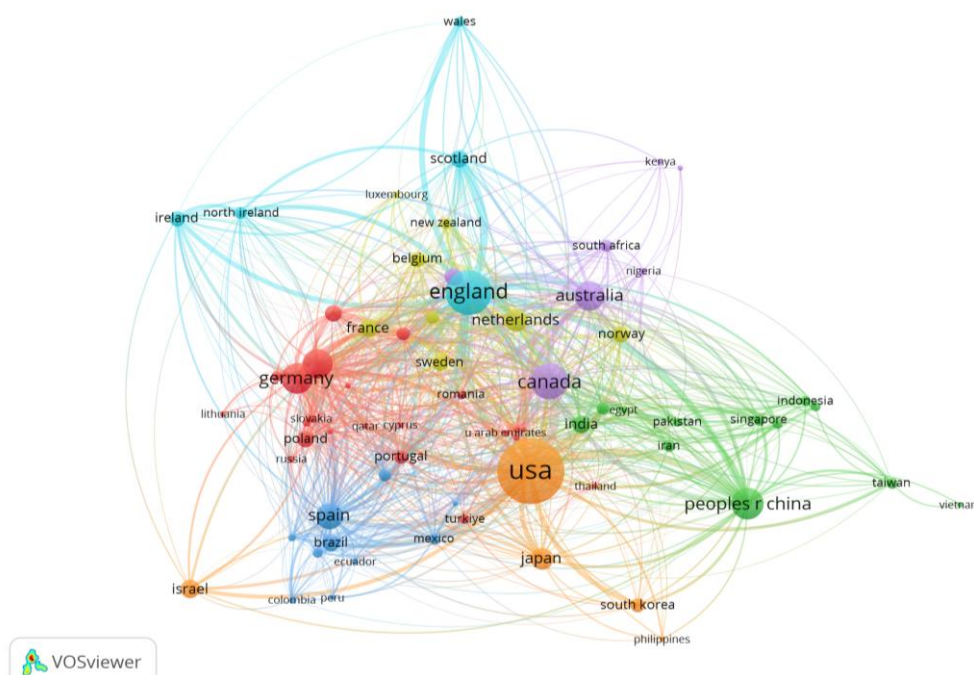 wales
scotland
kenya
luxembourg
ireland
north ireland
new zealand
south africa
belgium
nigeria
england
australia
netherlands
france
norway
sweden
germany
canada
romania
indonesia
lithuania
slovakia
qatar
cyprus
egypt
india
pakistan
singapore
poland
u arab emirates
iran
russia
portugal
usa
thailand
taiwan
peoples r china
vietnam
spain
turkiye
brazil
mexico
ecuador
japan
israel
colombia
peru
south korea
philippines
VOSviewer